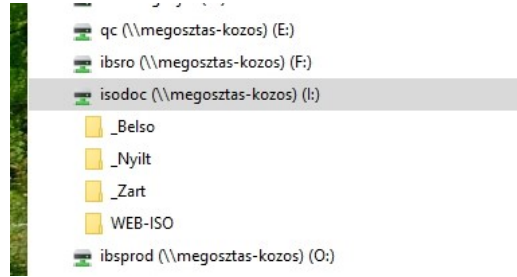 qc (\\megosztas-kozos) (E:)
ibsro (\\megosztas-kozos) (F:)
isodoc (\\megosztas-kozos) (I:)
_Belso
_Nyilt
_Zart
WEB-ISO
ibsprod (\\megosztas-kozos) (O:)